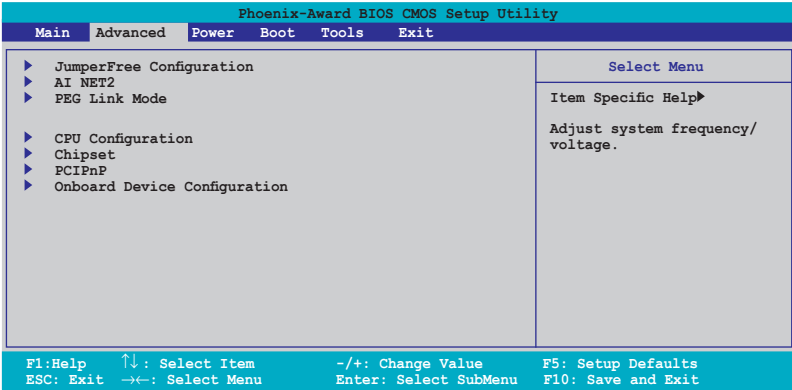 Phoenix-Award BIOS CMOS Setup Utility
Main Advanced Power Boot Tools Exit
JumperFree Configuration
AI NET2
PEG Link Mode
CPU Configuration
Chipset
PCIPnP
Onboard Device Configuration
Select Menu
Item Specific Help
Adjust system frequency/
voltage.
F1:Help ↑↓: Select Item -/+: Change Value F5: Setup Defaults
ESC: Exit →←: Select Menu Enter: Select SubMenu F10: Save and Exit